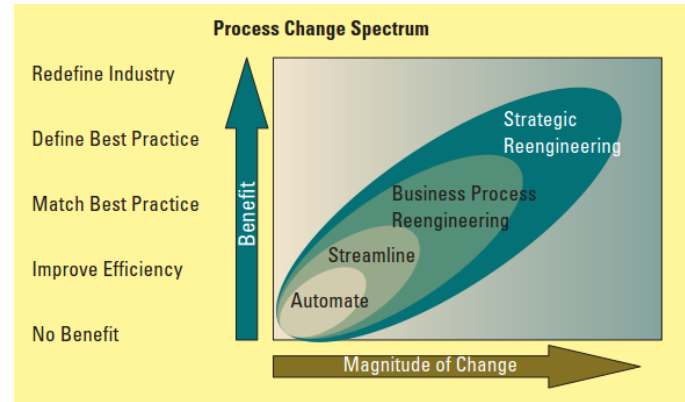 Process Change Spectrum
Redefine Industry
Define Best Practice
Match Best Practice
Improve Efficiency
No Benefit
Benefit
Strategic
Reengineering
Business Process
Reengineering
Streamline
Automate
Magnitude of Change